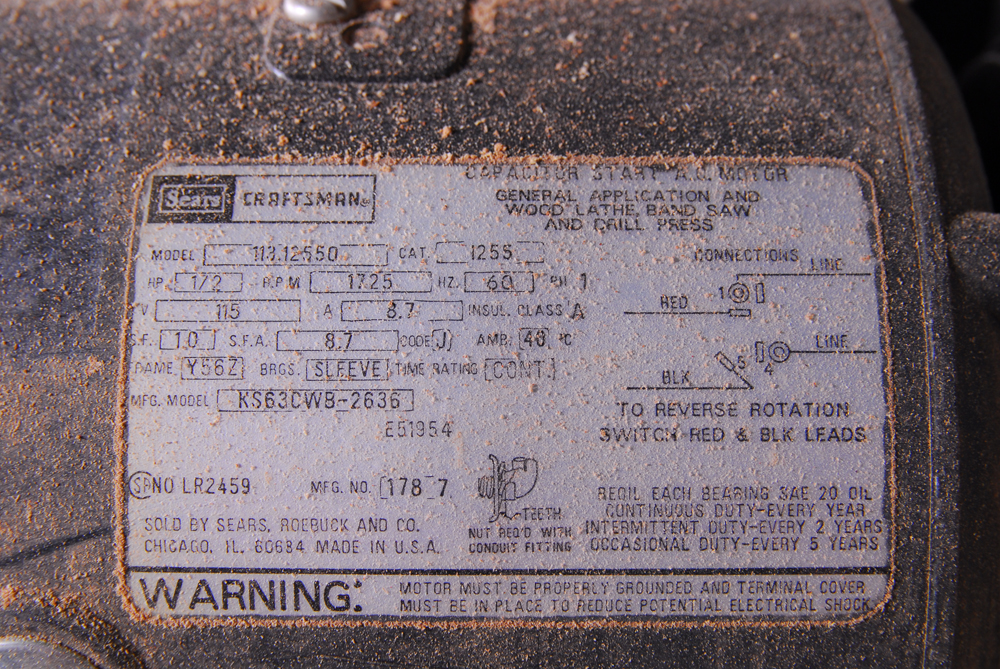 Sears CRAFTSMAN
CAPACITOR START A.C. MOTOR
GENERAL APPLICATION AND
WOOD LATHE, BAND SAW
AND DRILL PRESS
MODEL 113.12550 CAT. 1255
HP. 1/2 R.P.M 1725 HZ. 60 PH 1
V 115 A 8.7 INSUL. CLASS A
S.F. 1.0 S.F.A. 8.7 CODE J AMB. 40 °C
FRAME Y56Z BRGS. SLEEVE TIME RATING CONT.
MFG. MODEL KS63CWB-2636
E51954
CONNECTIONS
LINE
1
RED
LINE
5
4
BLK
TO REVERSE ROTATION
SWITCH RED & BLK LEADS
NO LR2459 MFG. NO. 178 7
TEETH
NUT REQ'D WITH
CONDUIT FITTING
SOLD BY SEARS, ROEBUCK AND CO.
CHICAGO, IL. 60684 MADE IN U.S.A.
REOIL EACH BEARING SAE 20 OIL
CONTINUOUS DUTY-EVERY YEAR
INTERMITTENT DUTY-EVERY 2 YEARS
OCCASIONAL DUTY-EVERY 5 YEARS
WARNING: MOTOR MUST BE PROPERLY GROUNDED AND TERMINAL COVER
MUST BE IN PLACE TO REDUCE POTENTIAL ELECTRICAL SHOCK.